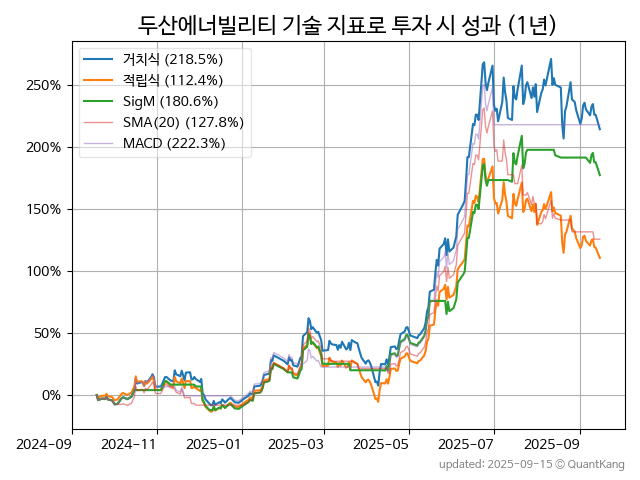 두산에너빌리티 기술 지표로 투자 시 성과 (1년)
거치식 (218.5%)
적립식 (112.4%)
SigM (180.6%)
SMA(20) (127.8%)
MACD (222.3%)
250%
200%
150%
100%
50%
0%
2024-09 2024-11 2025-01 2025-03 2025-05 2025-07 2025-09
updated: 2025-09-15 © QuantKang